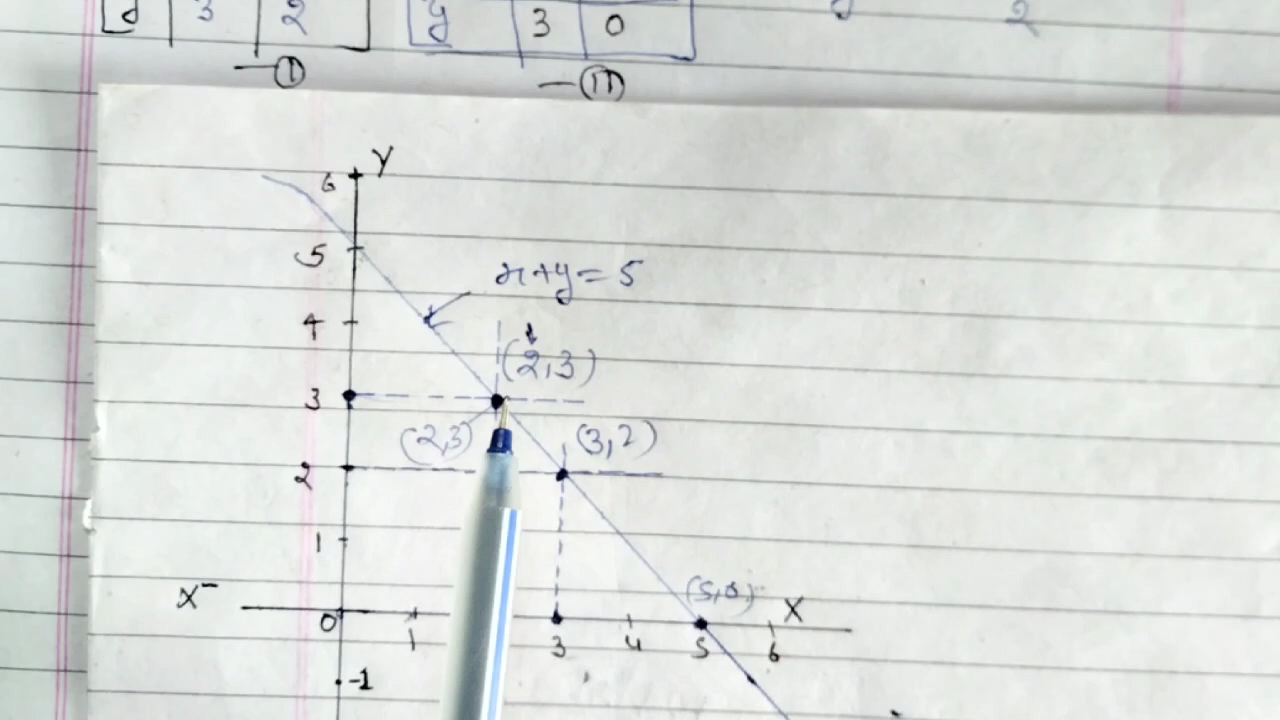 y 3 2 y 3 0 y 2
—(I) —(II)
6 Y
5 x+y=5
4
(2,3)
3
(2,3) (3,2)
2
1
(5,0)
X⁻ X
0 1 3 4 5 6
-1